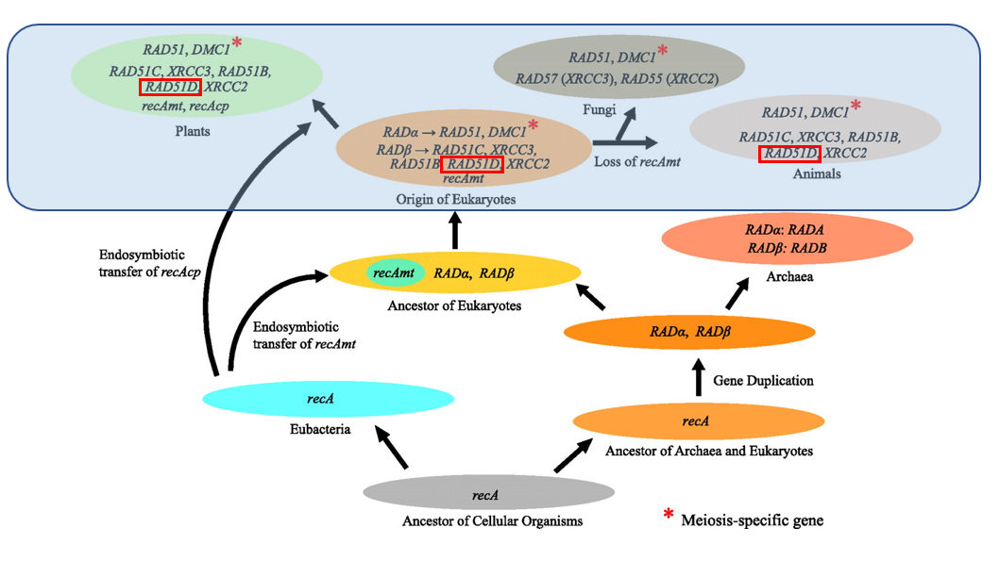 RAD51, DMC1*
RAD51C, XRCC3, RAD51B,
RAD51D, XRCC2
recAmt, recAcp
Plants
RAD51, DMC1*
RAD57 (XRCC3), RAD55 (XRCC2)
Fungi
RADα → RAD51, DMC1*
RADβ → RAD51C, XRCC3,
RAD51B, RAD51D, XRCC2
recAmt
Origin of Eukaryotes
Loss of recAmt
RAD51, DMC1*
RAD51C, XRCC3, RAD51B,
RAD51D, XRCC2
Animals
Endosymbiotic
transfer of recAcp
recAmt RADα, RADβ
Ancestor of Eukaryotes
RADα: RADA
RADβ: RADB
Archaea
Endosymbiotic
transfer of recAmt
RADα, RADβ
Gene Duplication
recA
Eubacteria
recA
Ancestor of Archaea and Eukaryotes
recA
Ancestor of Cellular Organisms
* Meiosis-specific gene